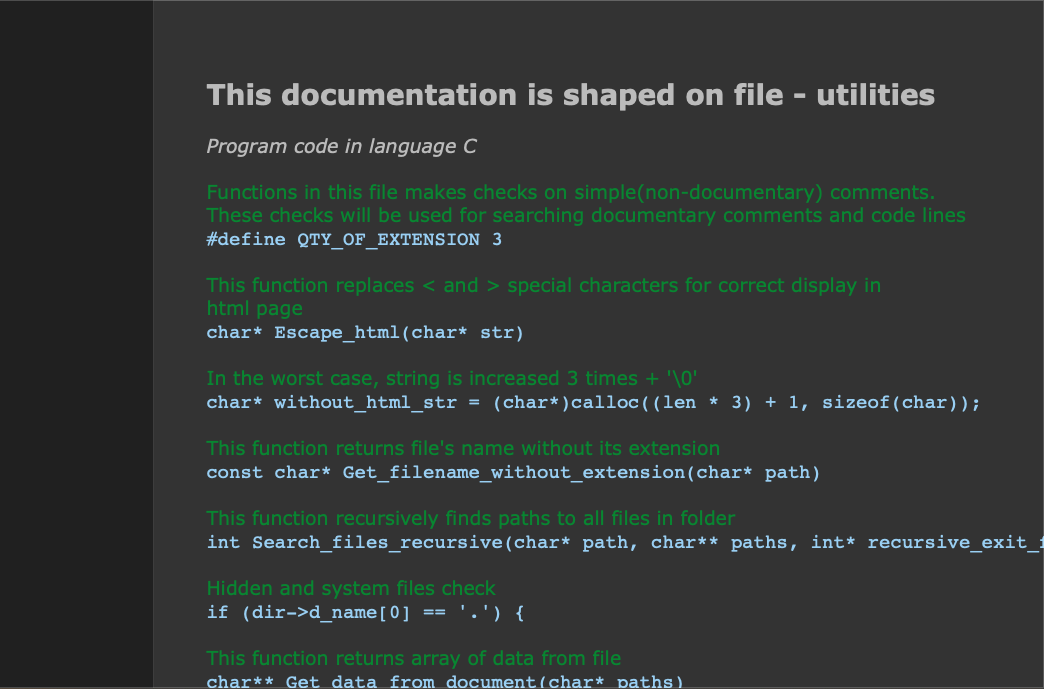 This documentation is shaped on file - utilities
Program code in language C
Functions in this file makes checks on simple(non-documentary) comments.
These checks will be used for searching documentary comments and code lines
#define QTY_OF_EXTENSION 3
This function replaces < and > special characters for correct display in
html page
char* Escape_html(char* str)
In the worst case, string is increased 3 times + '\0'
char* without_html_str = (char*)calloc((len * 3) + 1, sizeof(char));
This function returns file's name without its extension
const char* Get_filename_without_extension(char* path)
This function recursively finds paths to all files in folder
int Search_files_recursive(char* path, char** paths, int* recursive_exit_f
Hidden and system files check
if (dir->d_name[0] == '.') {
This function returns array of data from file
char** Get_data_from_document(char* paths)